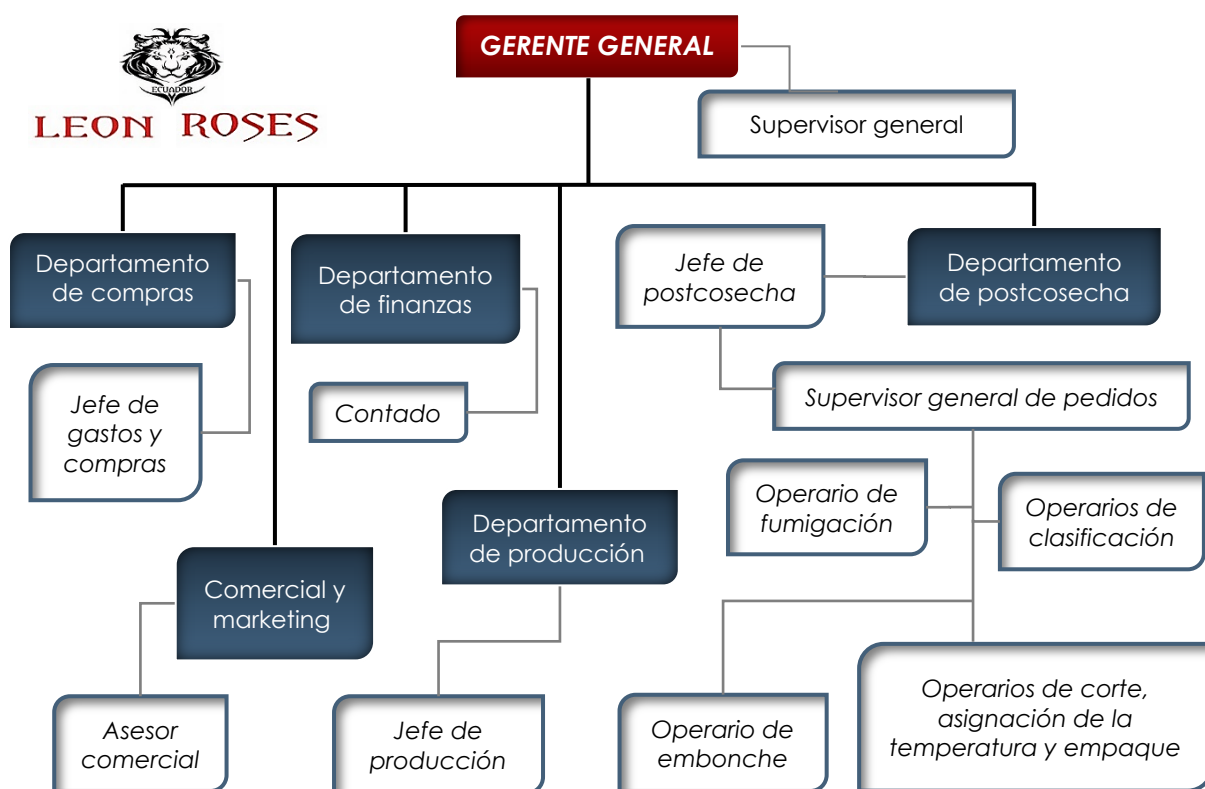 GERENTE GENERAL
ECUADOR
LEON ROSES
Supervisor general
Departamento
de compras
Departamento
de finanzas
Jefe de
postcosecha
Departamento
de postcosecha
Jefe de
gastos y
compras
Contado
Supervisor general de pedidos
Operario de
fumigación
Operarios de
clasificación
Departamento
de producción
Comercial y
marketing
Asesor
comercial
Jefe de
producción
Operario de
embonche
Operarios de corte,
asignación de la
temperatura y empaque